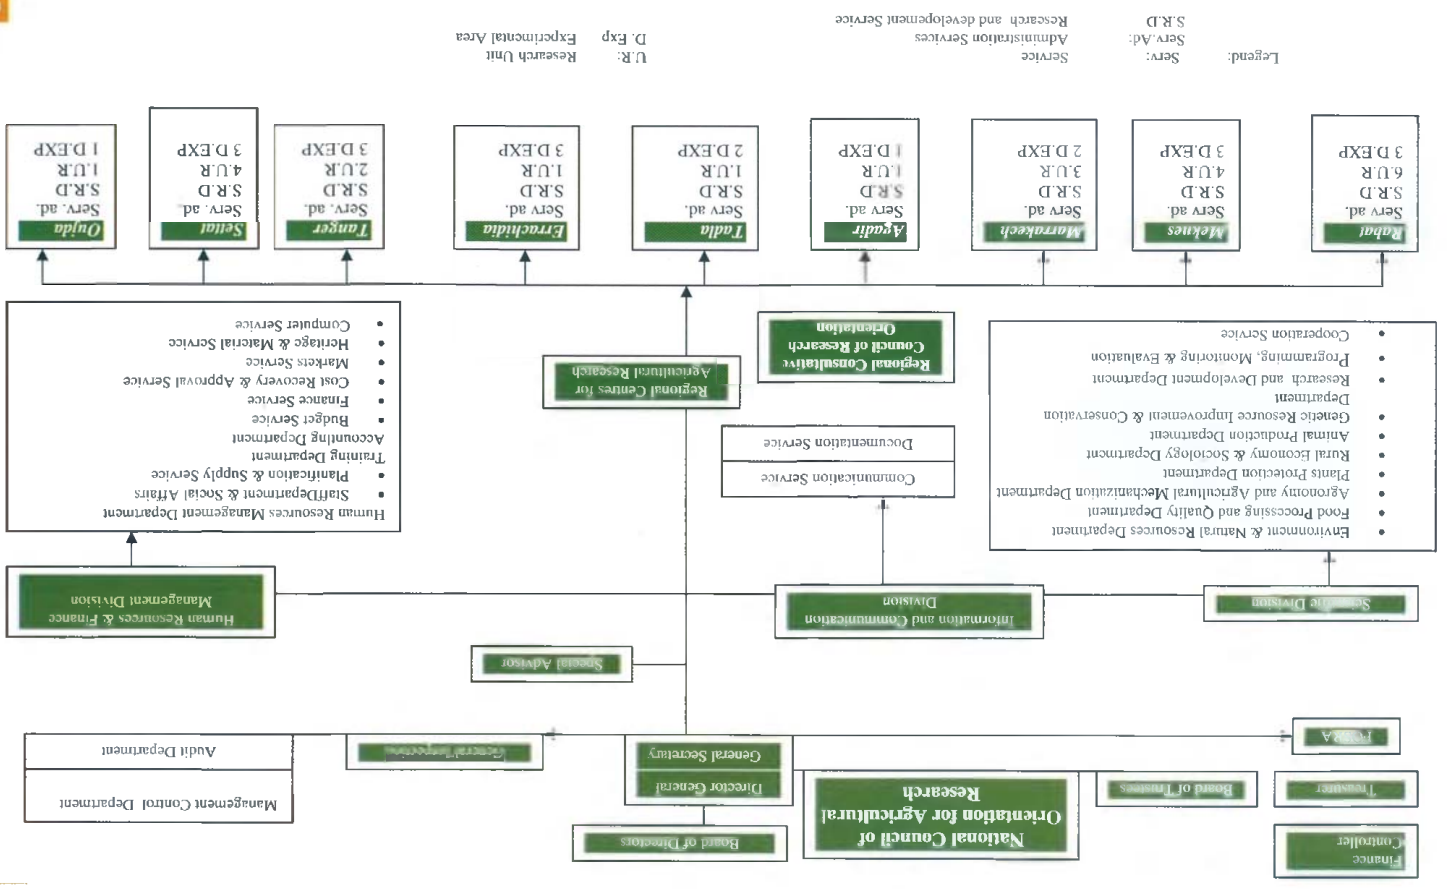 Finance
Controller
Treasurer
National Council of
Orientation for Agricultural
Research
Board of Trustees
Board of Directors
Director General
General Secretary
General
Management Control Department
Audit Department
Special Advisor
Scientific Division
Information and Communication
Division
Human Resources & Finance
Management Division
• Environment & Natural Resources Department
• Food Processing and Quality Department
• Agronomy and Agricultural Mechanization Department
• Plants Protection Department
• Rural Economy & Sociology Department
• Animal Production Department
• Genetic Resource Improvement & Conservation
Department
• Research and Development Department
• Programming, Monitoring & Evaluation
• Cooperation Service
Communication Service
Documentation Service
Human Resources Management Department
• StaffDepartment & Social Affairs
• Planification & Supply Service
Training Department
Accounting Department
• Budget Service
• Finance Service
• Cost Recovery & Approval Service
• Markets Service
• Heritage & Material Service
• Computer Service
Regional Consultative
Council of Research
Orientation
Regional Centres for
Agricultural Research
Rabat
Serv ad.
S.R.D
6.U.R
3 D.EXP
Meknes
Serv ad.
S.R.D
4.U.R
3 D.EXP
Marrakech
Serv ad.
S.R.D
3.U.R
2 D.EXP
Agadir
Serv ad.
S.R.D
1.U.R
1 D.EXP
Tadla
Serv ad.
S.R.D
1.U.R
2 D.EXP
Errachidia
Serv ad.
S.R.D
1.U.R
3 D.EXP
Tanger
Serv. ad.
S.R.D
2.U.R
3 D.EXP
Settat
Serv. ad.
S.R.D
4.U.R
3 D.EXP
Oujda
Serv. ad.
S.R.D
1.U.R
1 D.EXP
Legend: Serv: Service
Serv.Ad: Administration Services
S.R.D Research and developement Service
U.R: Research Unit
D. Exp Experimental Area